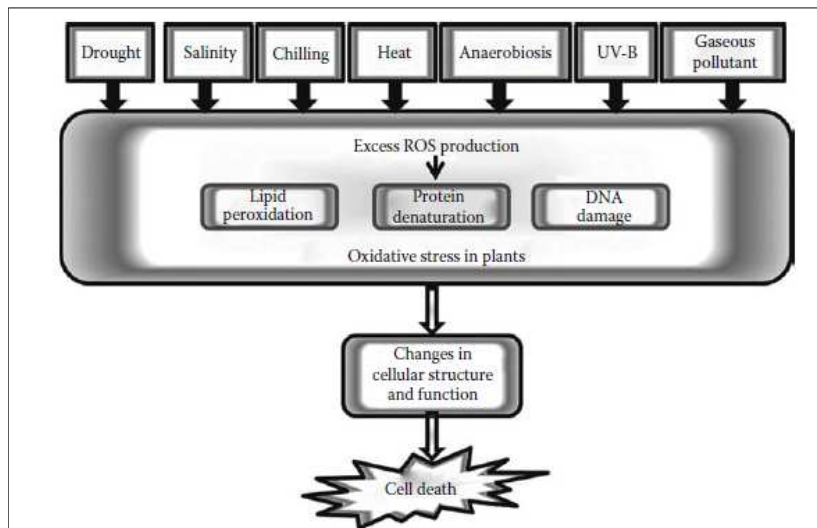 Drought
Salinity
Chilling
Heat
Anaerobiosis
UV-B
Gaseous
pollutant
Excess ROS production
Lipid
peroxidation
Protein
denaturation
DNA
damage
Oxidative stress in plants
Changes in
cellular structure
and function
Cell death